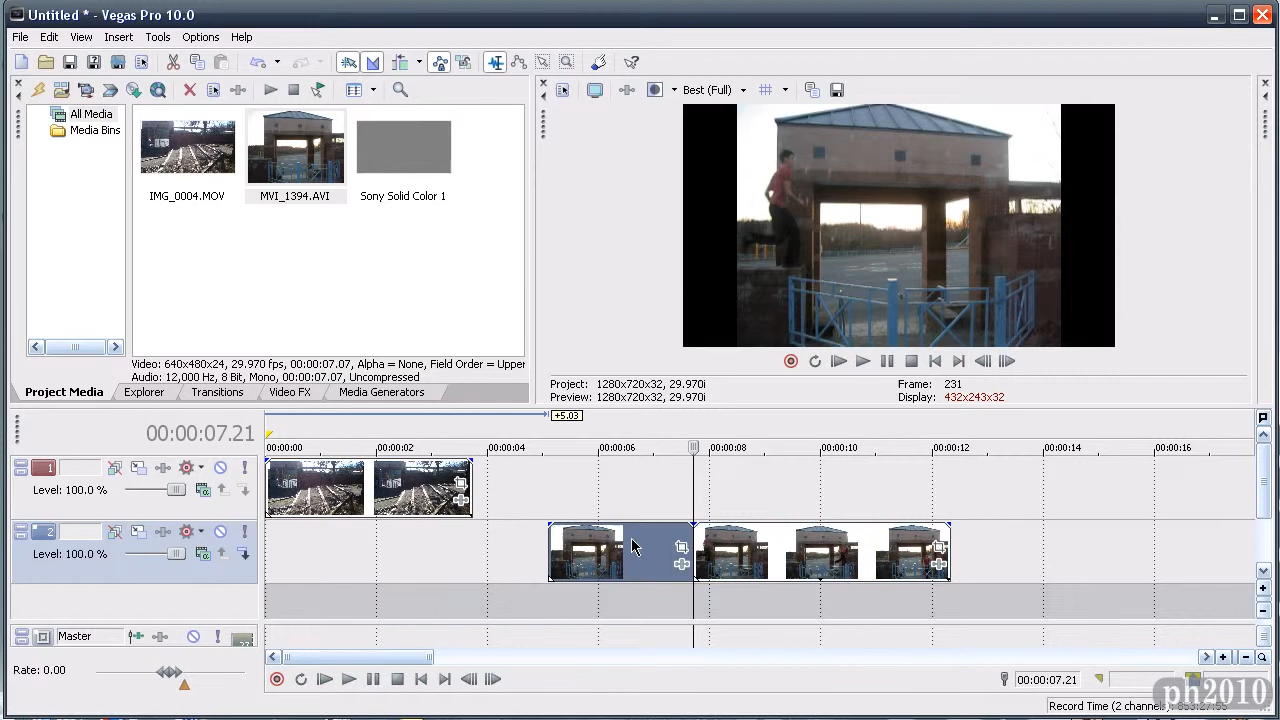 Untitled * - Vegas Pro 10.0
File Edit View Insert Tools Options Help
All Media
Media Bins
IMG_0004.MOV
MVI_1394.AVI
Sony Solid Color 1
Best (Full)
Video: 640x480x24, 29.970 fps, 00:00:07.07, Alpha = None, Field Order = Upper
Audio: 12,000 Hz, 8 Bit, Mono, 00:00:07.07, Uncompressed
Project Media Explorer Transitions Video FX Media Generators
Project: 1280x720x32, 29.970i
Preview: 1280x720x32, 29.970i
Frame: 231
Display: 432x243x32
+5.03
00:00:07.21
00:00:00 00:00:02 00:00:04 00:00:06 00:00:08 00:00:10 00:00:12 00:00:14 00:00:16
1
Level: 100.0 %
2
Level: 100.0 %
Master
Rate: 0.00
00:00:07.21
Record Time (2 channels):
ph2010